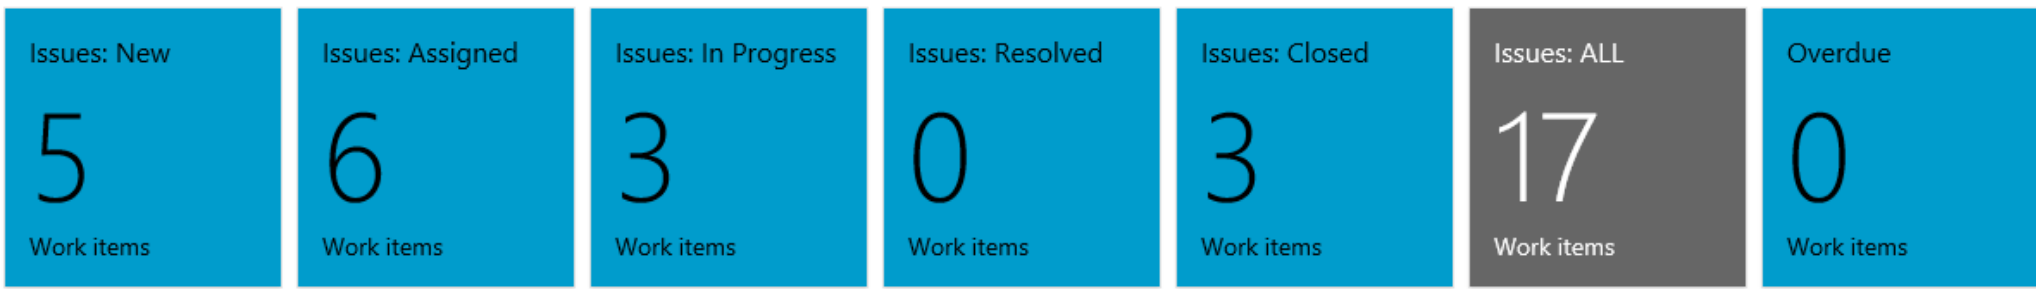 Issues: New
5
Work items
Issues: Assigned
6
Work items
Issues: In Progress
3
Work items
Issues: Resolved
0
Work items
Issues: Closed
3
Work items
Issues: ALL
17
Work items
Overdue
0
Work items